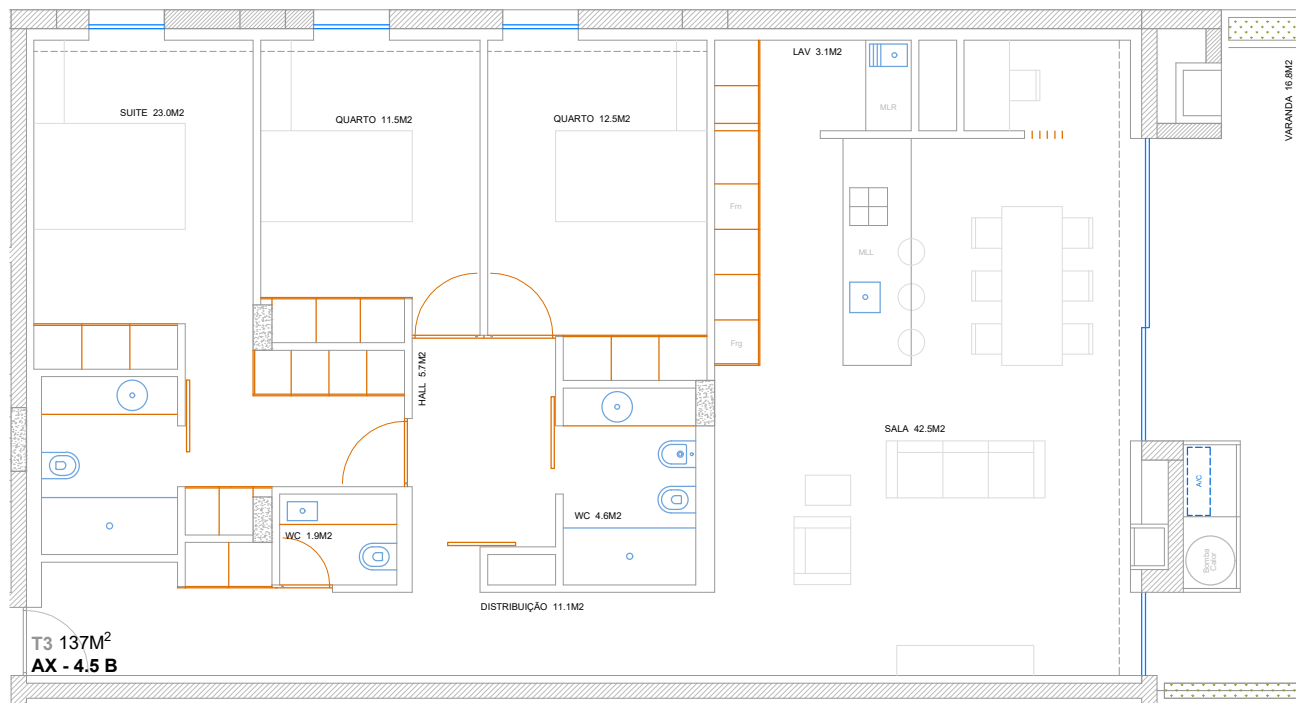 LAV 3.1M2
VARANDA 16.8M2
SUITE 23.0M2
QUARTO 11.5M2
QUARTO 12.5M2
MLR
Frn
MLL
Frg
HALL 5.7M2
SALA 42.5M2
A/C
WC 4.6M2
WC 1.9M2
Bomba
Calor
DISTRIBUIÇÃO 11.1M2
T3 137M²
AX - 4.5 B